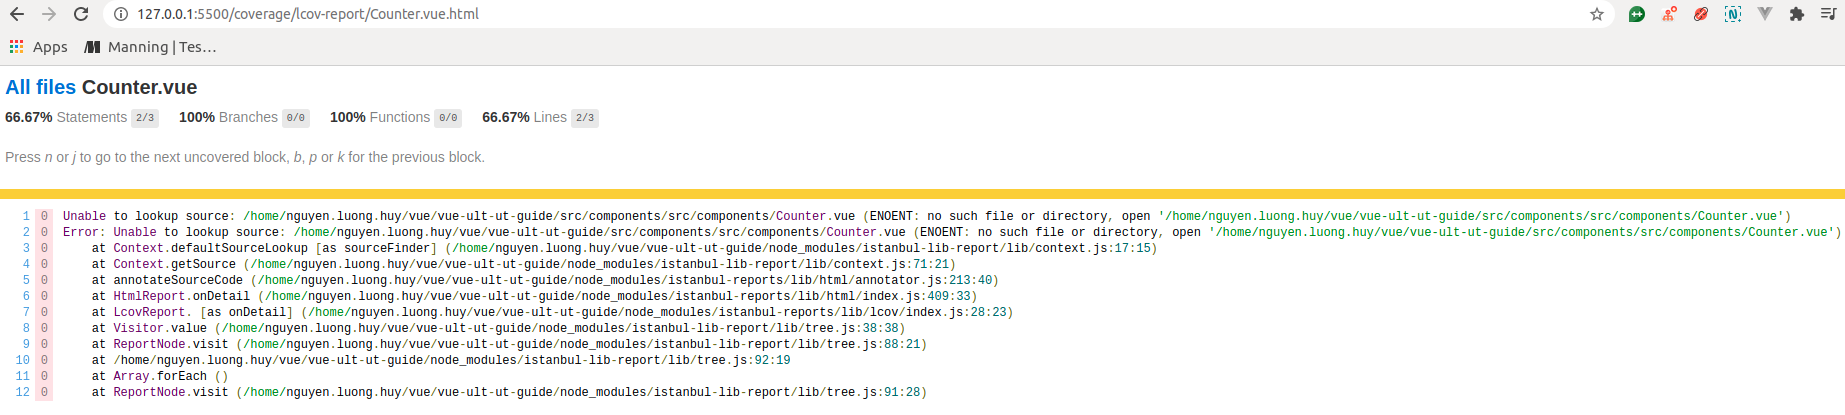 127.0.0.1:5500/coverage/lcov-report/Counter.vue.html
Apps Manning | Tes…
All files Counter.vue
66.67% Statements 2/3 100% Branches 0/0 100% Functions 0/0 66.67% Lines 2/3
Press n or j to go to the next uncovered block, b, p or k for the previous block.
1 0 Unable to lookup source: /home/nguyen.luong.huy/vue/vue-ult-ut-guide/src/components/src/components/Counter.vue (ENOENT: no such file or directory, open '/home/nguyen.luong.huy/vue/vue-ult-ut-guide/src/components/src/components/Counter.vue')
2 0 Error: Unable to lookup source: /home/nguyen.luong.huy/vue/vue-ult-ut-guide/src/components/src/components/Counter.vue (ENOENT: no such file or directory, open '/home/nguyen.luong.huy/vue/vue-ult-ut-guide/src/components/src/components/Counter.vue')
3 0 at Context.defaultSourceLookup [as sourceFinder] (/home/nguyen.luong.huy/vue/vue-ult-ut-guide/node_modules/istanbul-lib-report/lib/context.js:17:15)
4 0 at Context.getSource (/home/nguyen.luong.huy/vue/vue-ult-ut-guide/node_modules/istanbul-lib-report/lib/context.js:71:21)
5 0 at annotateSourceCode (/home/nguyen.luong.huy/vue/vue-ult-ut-guide/node_modules/istanbul-reports/lib/html/annotator.js:213:40)
6 0 at HtmlReport.onDetail (/home/nguyen.luong.huy/vue/vue-ult-ut-guide/node_modules/istanbul-reports/lib/html/index.js:409:33)
7 0 at LcovReport. [as onDetail] (/home/nguyen.luong.huy/vue/vue-ult-ut-guide/node_modules/istanbul-reports/lib/lcov/index.js:28:23)
8 0 at Visitor.value (/home/nguyen.luong.huy/vue/vue-ult-ut-guide/node_modules/istanbul-lib-report/lib/tree.js:38:38)
9 0 at ReportNode.visit (/home/nguyen.luong.huy/vue/vue-ult-ut-guide/node_modules/istanbul-lib-report/lib/tree.js:88:21)
10 0 at /home/nguyen.luong.huy/vue/vue-ult-ut-guide/node_modules/istanbul-lib-report/lib/tree.js:92:19
11 0 at Array.forEach ()
12 0 at ReportNode.visit (/home/nguyen.luong.huy/vue/vue-ult-ut-guide/node_modules/istanbul-lib-report/lib/tree.js:91:28)